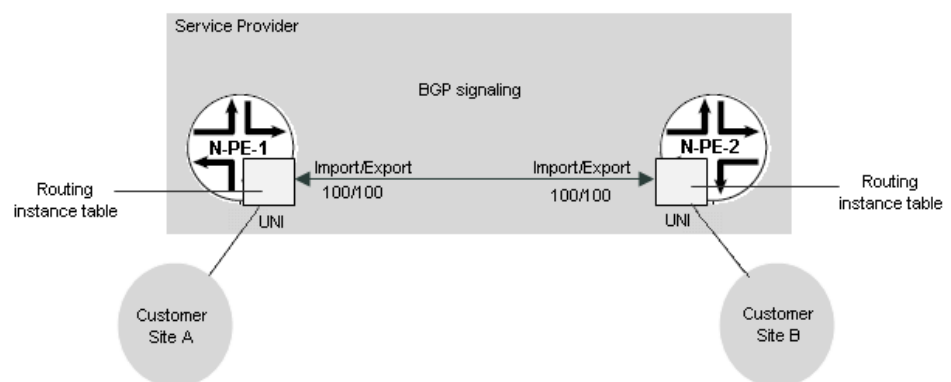 Service Provider
BGP signaling
N-PE-1
N-PE-2
Import/Export
100/100
Import/Export
100/100
Routing
instance table
Routing
instance table
UNI
UNI
Customer
Site A
Customer
Site B